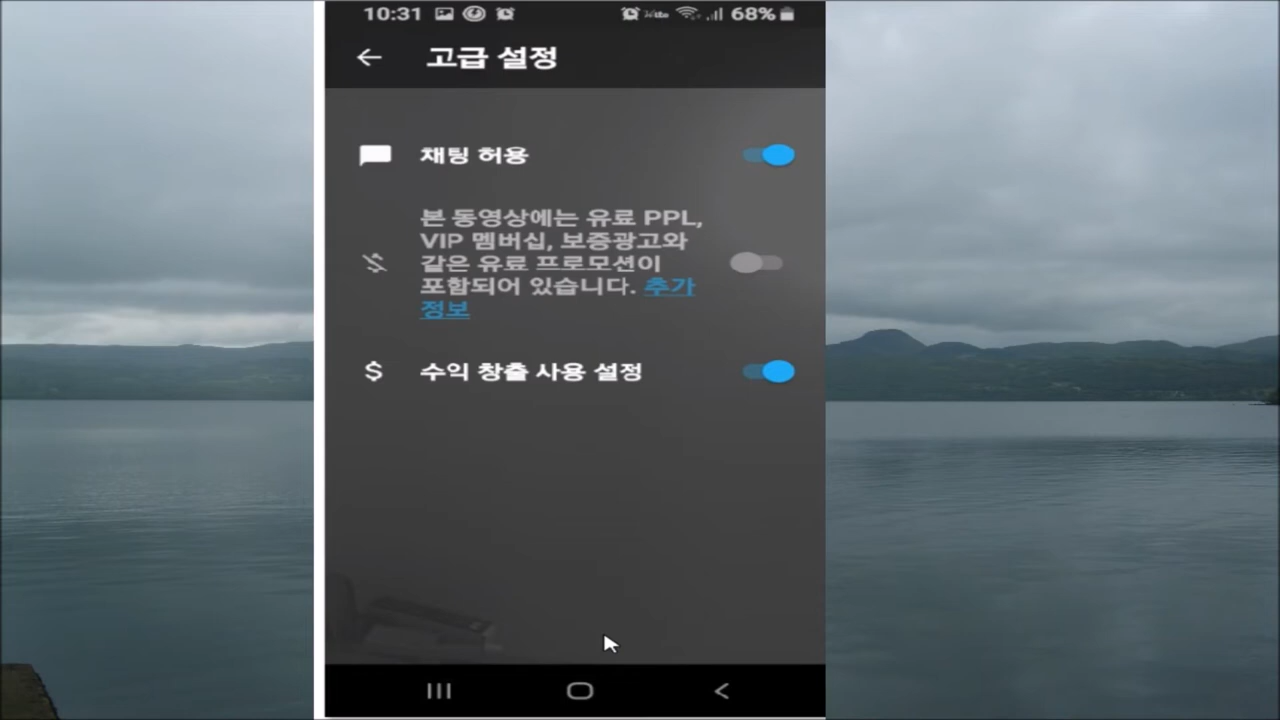 10:31
68%
고급 설정
채팅 허용
본 동영상에는 유료 PPL,
VIP 멤버십, 보증광고와
같은 유료 프로모션이
포함되어 있습니다. 추가
정보
$ 수익 창출 사용 설정